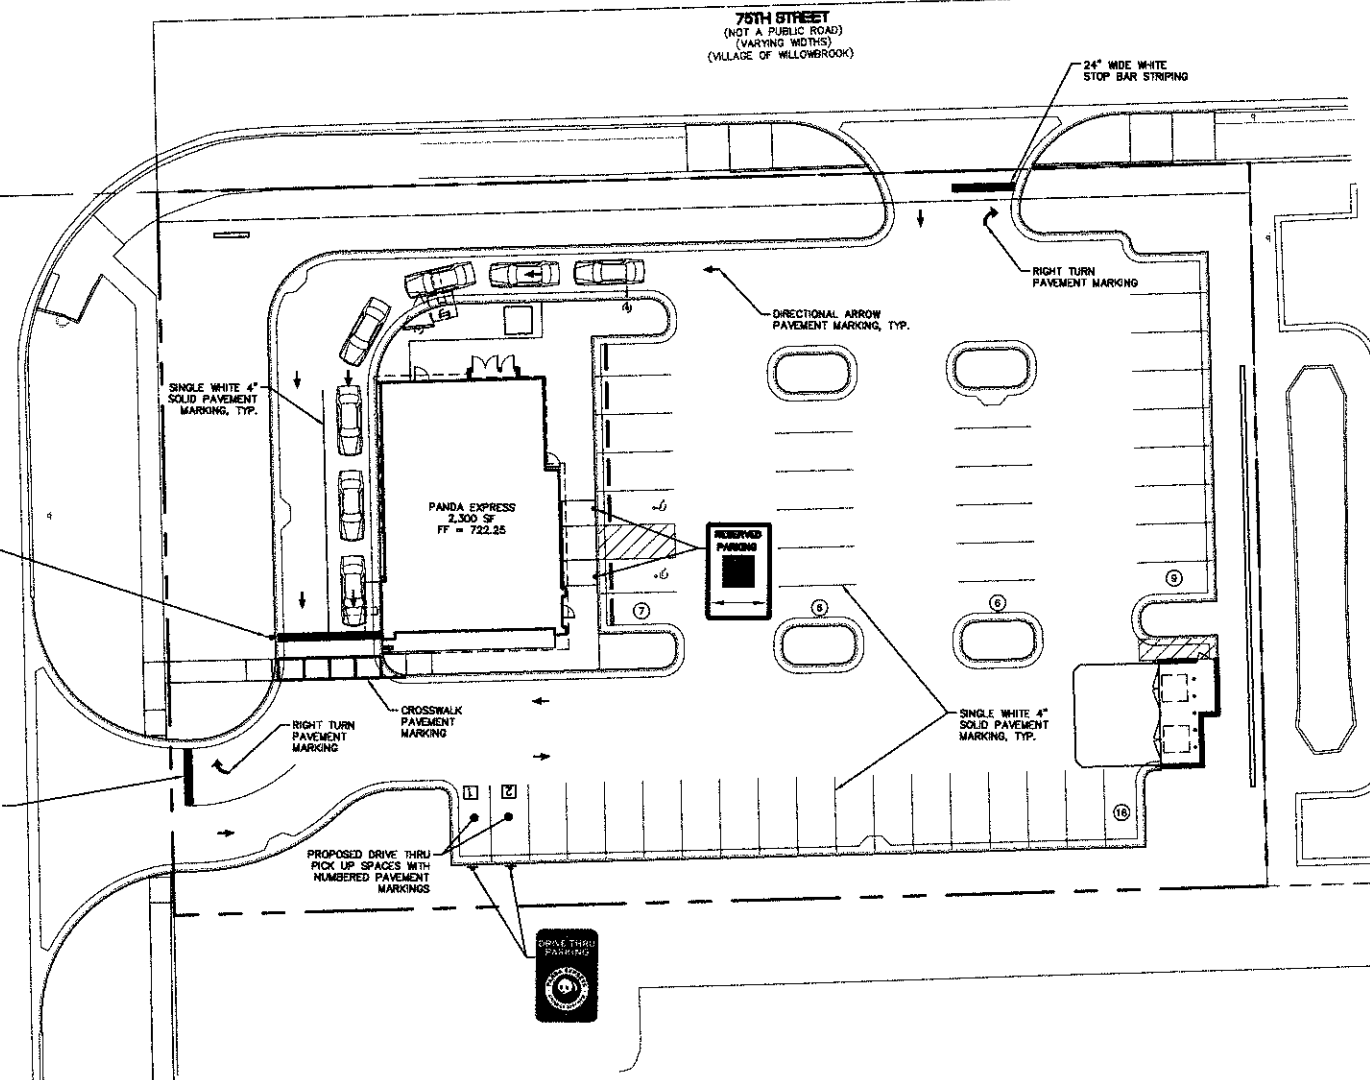 75TH STREET
(NOT A PUBLIC ROAD)
(VARYING WIDTHS)
(VILLAGE OF WILLOWBROOK)
24" WIDE WHITE
STOP BAR STRIPING
RIGHT TURN
PAVEMENT MARKING
DIRECTIONAL ARROW
PAVEMENT MARKING, TYP.
SINGLE WHITE 4"
SOLID PAVEMENT
MARKING, TYP.
PANDA EXPRESS
2,300 SF
FF = 722.25
RESERVED
PARKING
9
7
6
6
SINGLE WHITE 4"
SOLID PAVEMENT
MARKING, TYP.
CROSSWALK
PAVEMENT
MARKING
RIGHT TURN
PAVEMENT
MARKING
1
2
16
PROPOSED DRIVE THRU
PICK UP SPACES WITH
NUMBERED PAVEMENT
MARKINGS
DRIVE THRU
PARKING
PANDA EXPRESS